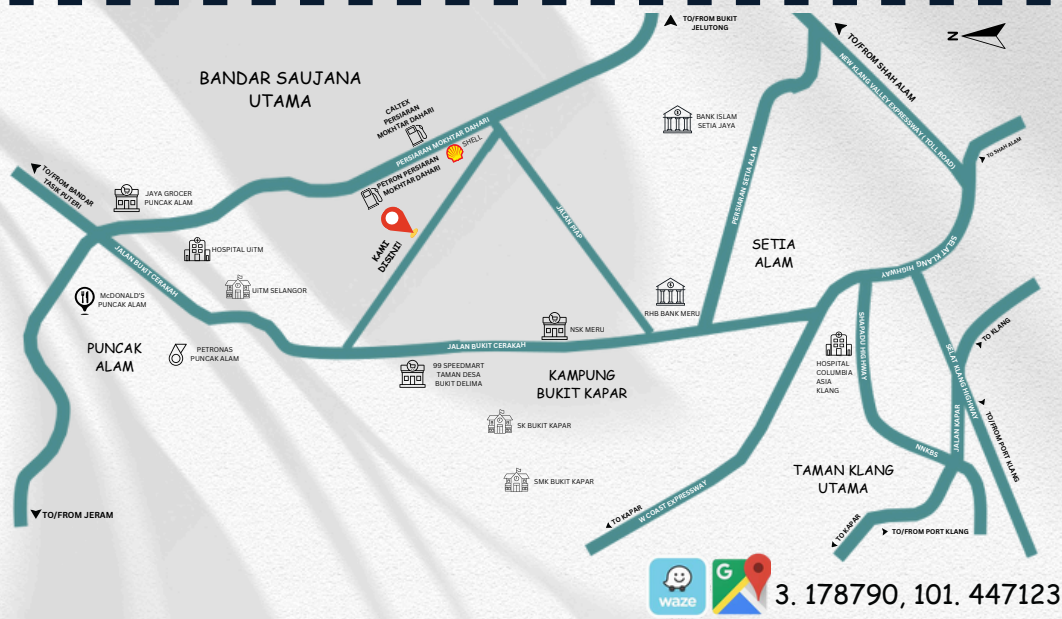 TO/FROM BUKIT
JELUTONG
N
TO/FROM SHAH ALAM
NEW KLANG VALLEY EXPRESSWAY ( TOLL ROAD)
BANDAR SAUJANA
UTAMA
CALTEX
PERSIARAN
MOKHTAR DAHARI
PERSIARAN MOKHTAR DAHARI
SHELL
PETRON PERSIARAN
MOKHTAR DAHARI
BANK ISLAM
SETIA JAYA
TO SHAH ALAM
TO/FROM BANDAR
TASIK PUTERI
JAYA GROCER
PUNCAK ALAM
KAMI
DISINI!
JALAN PIAP
PERSIARAN SETIA ALAM
SETIA
ALAM
SELAT KLANG HIGHWAY
JALAN BUKIT CERAKAH
HOSPITAL UITM
UITM SELANGOR
McDONALD'S
PUNCAK ALAM
RHB BANK MERU
NSK MERU
PUNCAK
ALAM
PETRONAS
PUNCAK ALAM
JALAN BUKIT CERAKAH
99 SPEEDMART
TAMAN DESA
BUKIT DELIMA
KAMPUNG
BUKIT KAPAR
HOSPITAL
COLUMBIA
ASIA
KLANG
SHAPADU HIGHWAY
SELAT KLANG HIGHWAY
TO KLANG
JALAN KAPAR
TO/FROM PORT KLANG
SK BUKIT KAPAR
NNKBS
SMK BUKIT KAPAR
TAMAN KLANG
UTAMA
TO/FROM JERAM
TO KAPAR
W COAST EXPRESSWAY
TO KAPAR
TO/FROM PORT KLANG
waze
G
3. 178790, 101. 447123